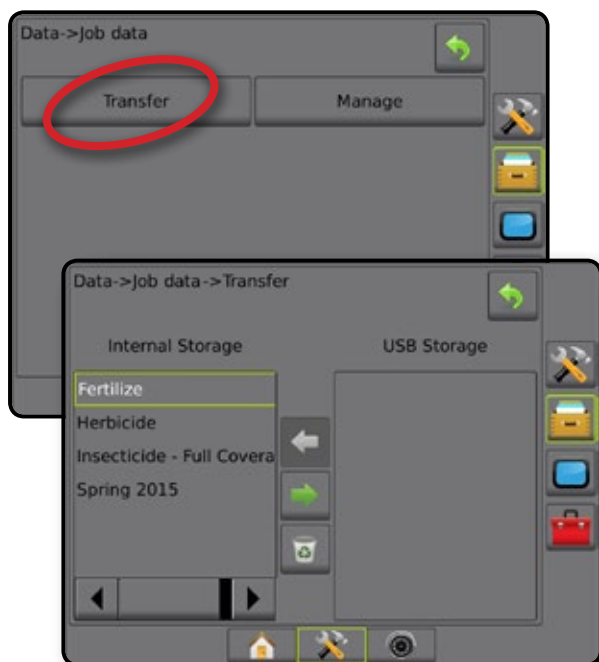 Data->Job data
Transfer
Manage
Data->Job data->Transfer
Internal Storage
USB Storage
Fertilize
Herbicide
Insecticide - Full Covera
Spring 2015